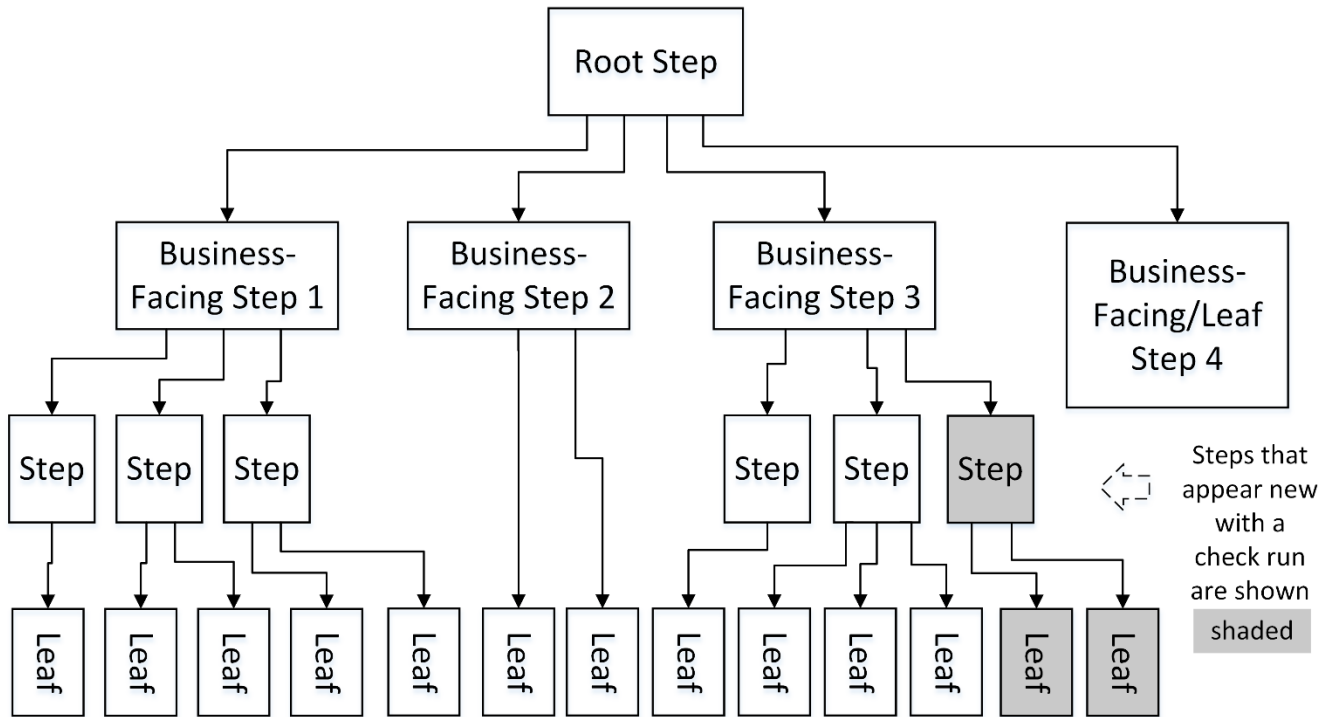 Root Step
Business-
Facing Step 1
Business-
Facing Step 2
Business-
Facing Step 3
Business-
Facing/Leaf
Step 4
Step
Step
Step
Step
Step
Step
Steps that
appear new
with a
check run
are shown
shaded
Leaf
Leaf
Leaf
Leaf
Leaf
Leaf
Leaf
Leaf
Leaf
Leaf
Leaf
Leaf
Leaf